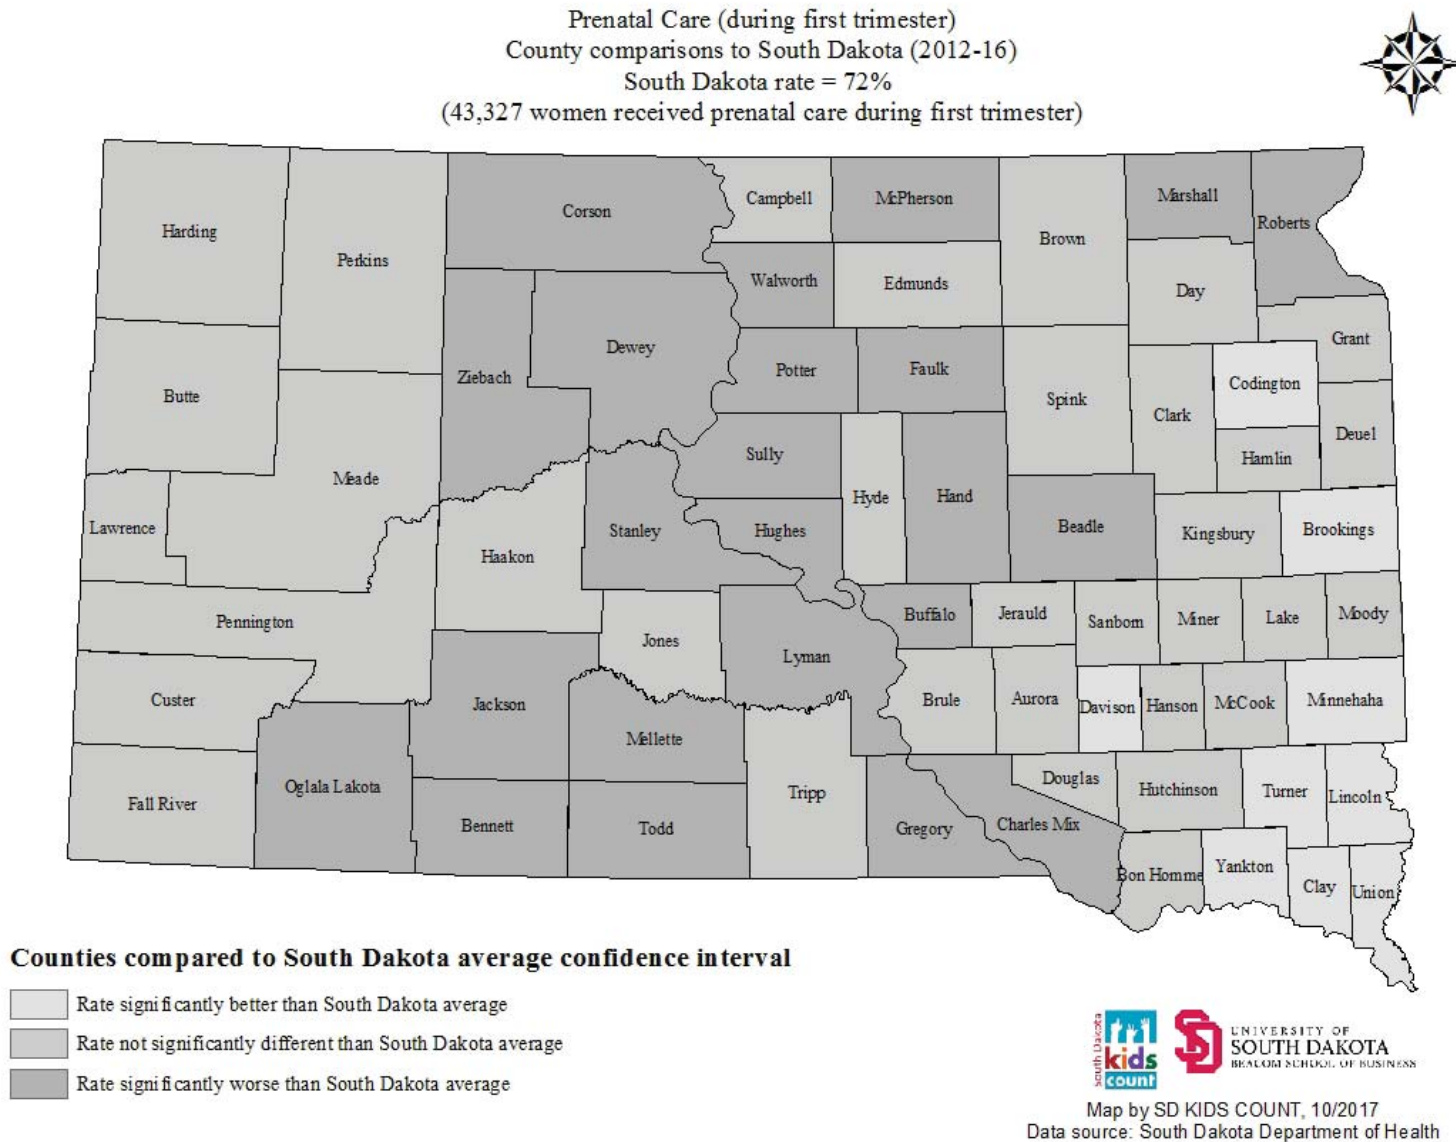 Prenatal Care (during first trimester)
County comparisons to South Dakota (2012-16)
South Dakota rate = 72%
(43,327 women received prenatal care during first trimester)
Harding
Perkins
Corson
Campbell
McPherson
Brown
Marshall
Roberts
Walworth
Edmunds
Day
Grant
Butte
Ziebach
Dewey
Potter
Faulk
Spink
Clark
Codington
Hamlin
Deuel
Meade
Lawrence
Haakon
Stanley
Sully
Hughes
Hyde
Hand
Beadle
Kingsbury
Brookings
Pennington
Jones
Lyman
Buffalo
Jerauld
Sanborn
Miner
Lake
Moody
Custer
Jackson
Mellette
Brule
Aurora
Davison
Hanson
McCook
Minnehaha
Fall River
Oglala Lakota
Bennett
Todd
Tripp
Gregory
Charles Mix
Douglas
Hutchinson
Turner
Lincoln
Bon Homme
Yankton
Clay
Union
Counties compared to South Dakota average confidence interval
Rate significantly better than South Dakota average
Rate not significantly different than South Dakota average
Rate significantly worse than South Dakota average
south Dakota
kids
count
SD
UNIVERSITY OF
SOUTH DAKOTA
BEACOM SCHOOL OF BUSINESS
Map by SD KIDS COUNT, 10/2017
Data source: South Dakota Department of Health